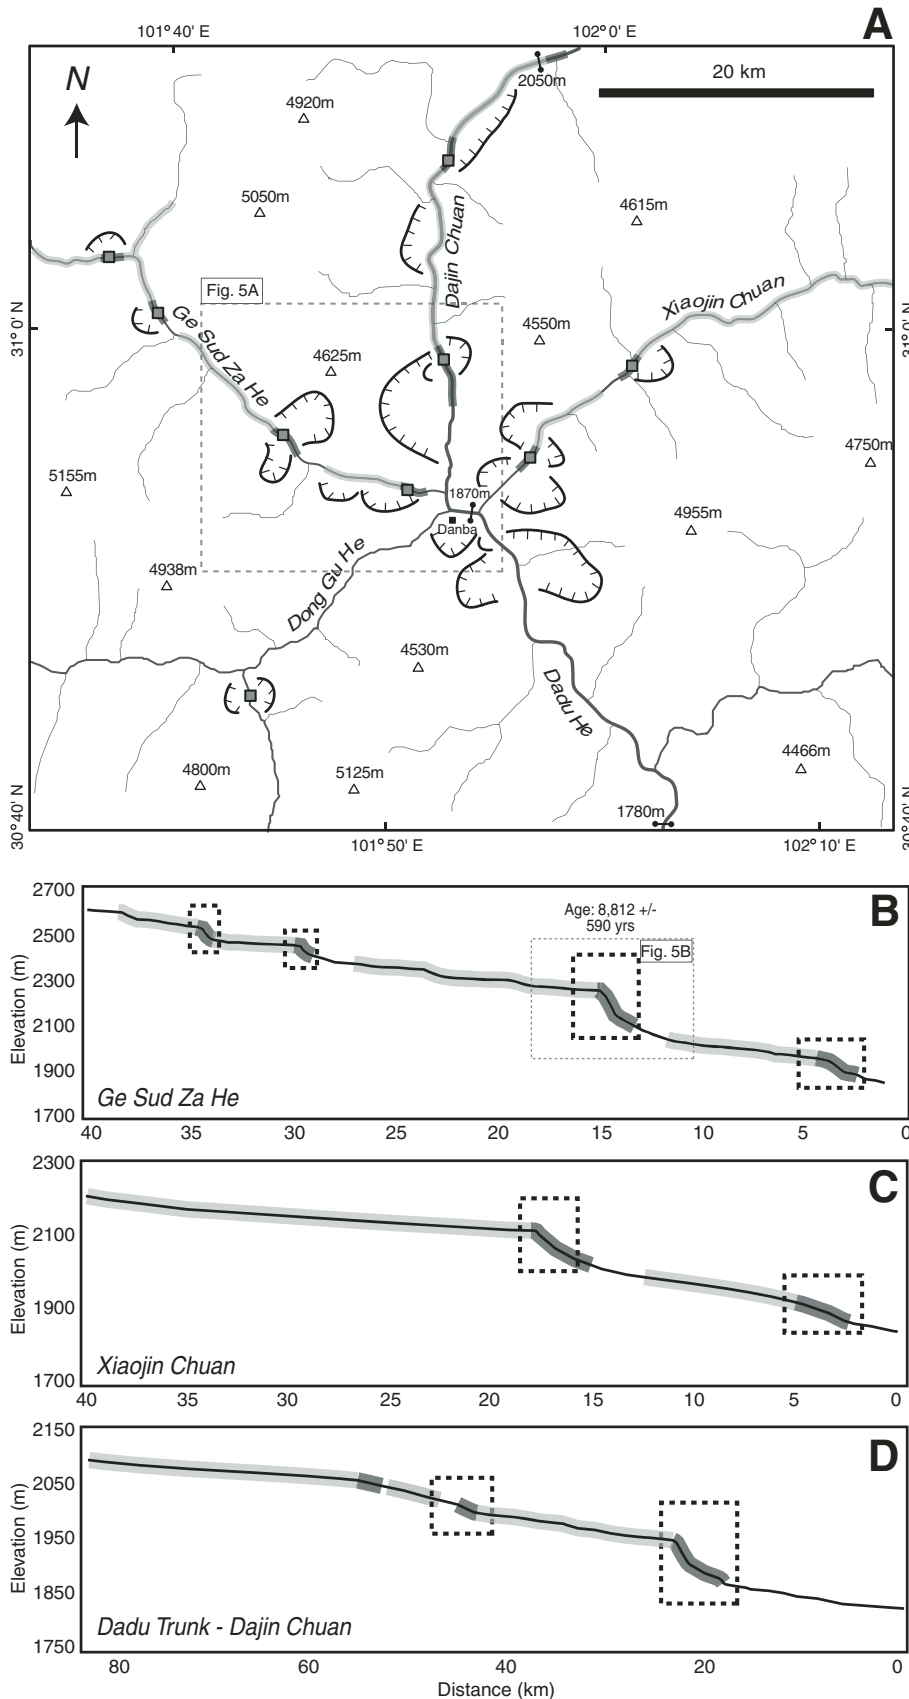 101°40' E
102°0' E
A
N
20 km
2050m
4920m
5050m
4615m
Dajin Chuan
Xiaojin Chuan
Fig. 5A
31°0' N
31°0' N
Ge Sud Za He
4550m
4625m
4750m
5155m
1870m
Danba
4955m
4938m
Dong Gu He
4530m
Dadu He
4466m
4800m
5125m
1780m
30°40' N
30°40' N
101°50' E
102°10' E
B
Elevation (m)
2700
2500
2300
2100
1900
1700
Age: 8,812 +/-
590 yrs
Fig. 5B
Ge Sud Za He
40 35 30 25 20 15 10 5 0
C
Elevation (m)
2300
2100
1900
1700
Xiaojin Chuan
40 35 30 25 20 15 10 5 0
D
Elevation (m)
2150
2050
1950
1850
1750
Dadu Trunk - Dajin Chuan
80 60 40 20 0
Distance (km)